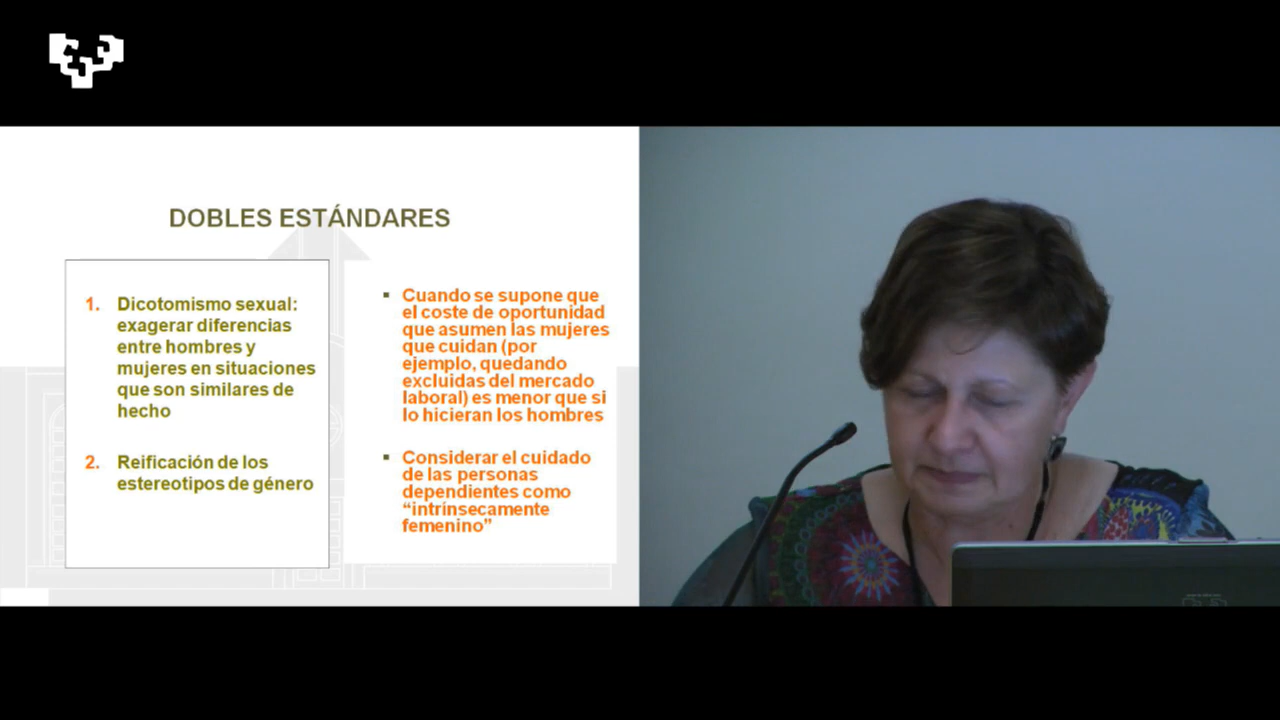 DOBLES ESTÁNDARES
1. Dicotomismo sexual:
exagerar diferencias
entre hombres y
mujeres en situaciones
que son similares de
hecho
2. Reificación de los
estereotipos de género
▪ Cuando se supone que
el coste de oportunidad
que asumen las mujeres
que cuidan (por
ejemplo, quedando
excluidas del mercado
laboral) es menor que si
lo hicieran los hombres
▪ Considerar el cuidado
de las personas
dependientes como
“intrínsecamente
femenino”